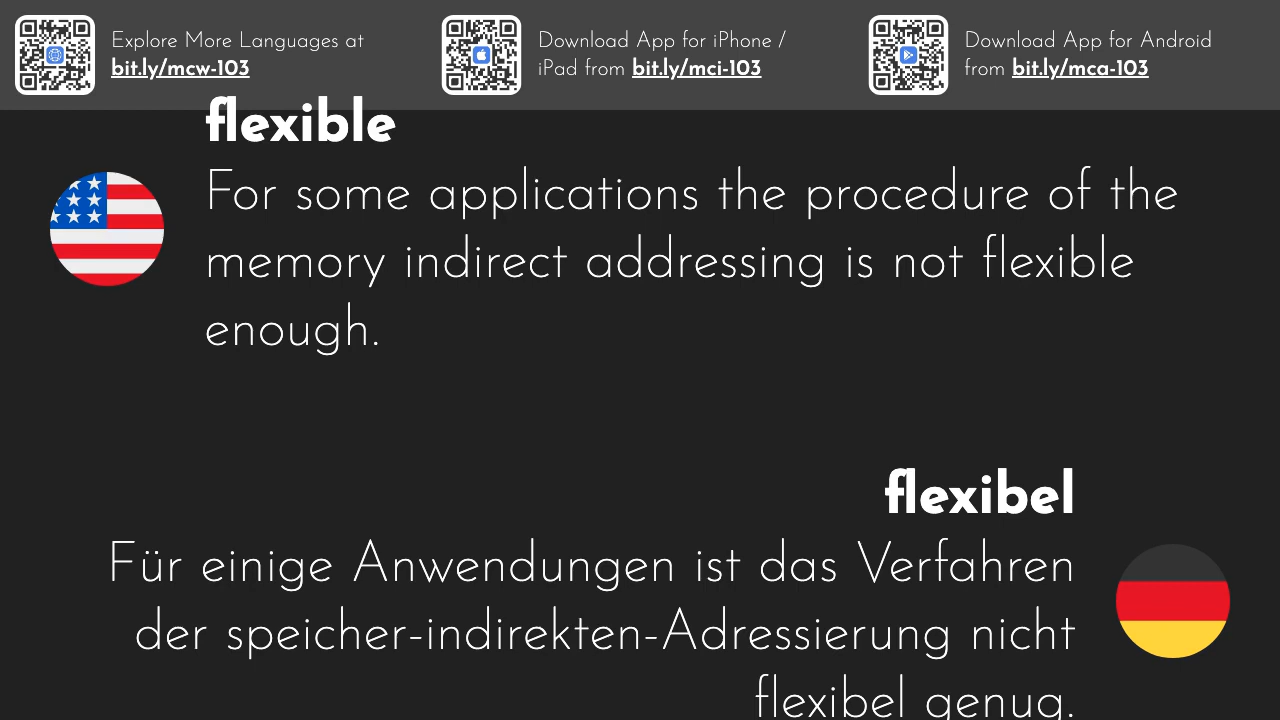 Explore More Languages at
bit.ly/mcw-103
Download App for iPhone /
iPad from bit.ly/mci-103
Download App for Android
from bit.ly/mca-103
flexible
For some applications the procedure of the
memory indirect addressing is not flexible
enough.
flexibel
Für einige Anwendungen ist das Verfahren
der speicher-indirekten-Adressierung nicht
flexibel genug.